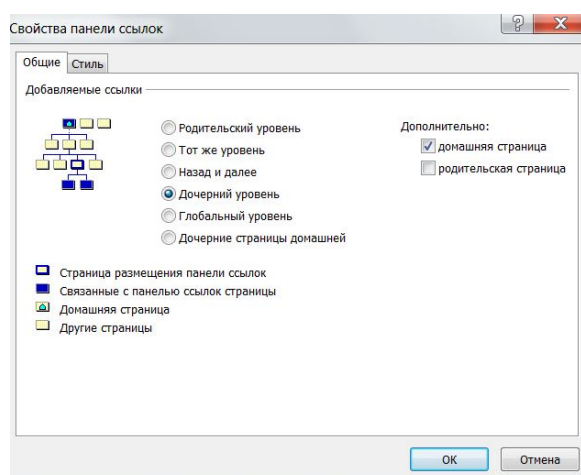 Свойства панели ссылок
Общие Стиль
Добавляемые ссылки
Родительский уровень
Тот же уровень
Назад и далее
Дочерний уровень
Глобальный уровень
Дочерние страницы домашней
Дополнительно:
домашняя страница
родительская страница
Страница размещения панели ссылок
Связанные с панелью ссылок страницы
Домашняя страница
Другие страницы
ОК Отмена